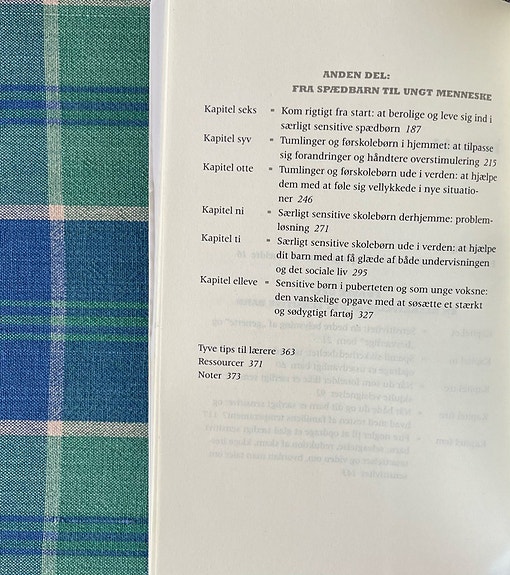 ANDEN DEL:
FRA SPÆDBARN TIL UNGT MENNESKE
Kapitel seks - Kom rigtigt fra start: at berolige og leve sig ind i
særligt sensitive spædbørn 187
Kapitel syv - Tumlinger og førskolebørn i hjemmet: at tilpasse
sig forandringer og håndtere overstimulering 215
Kapitel otte - Tumlinger og førskolebørn ude i verden: at hjælpe
dem med at føle sig vellykkede i nye situatio-
ner 246
Kapitel ni - Særligt sensitive skolebørn derhjemme: problem-
løsning 271
Kapitel ti - Særligt sensitive skolebørn ude i verden: at hjælpe
dit barn med at få glæde af både undervisningen
og det sociale liv 295
Kapitel elleve - Sensitive børn i puberteten og som unge voksne:
den vanskelige opgave med at søsætte et stærkt
og sødygtigt fartøj 327
Tyve tips til lærere 363
Ressourcer 371
Noter 373